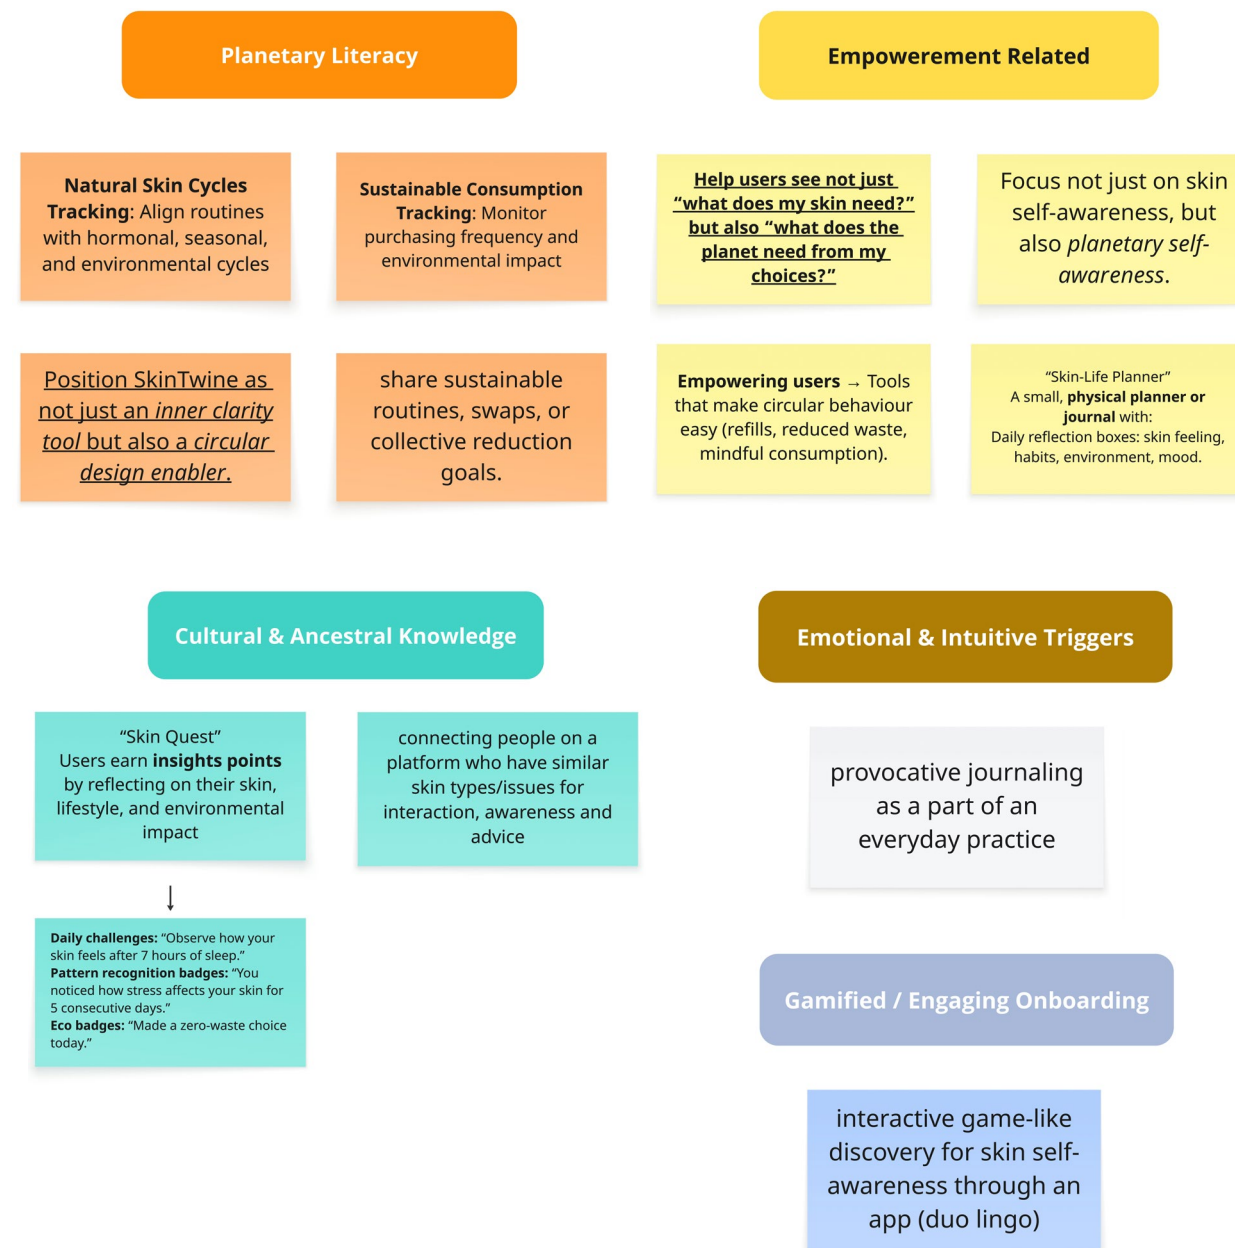 Planetary Literacy
Natural Skin Cycles
Tracking: Align routines
with hormonal, seasonal,
and environmental cycles
Sustainable Consumption
Tracking: Monitor
purchasing frequency and
environmental impact
Position SkinTwine as
not just an inner clarity
tool but also a circular
design enabler.
share sustainable
routines, swaps, or
collective reduction
goals.
Empowerement Related
Help users see not just
“what does my skin need?”
but also “what does the
planet need from my
choices?”
Focus not just on skin
self-awareness, but
also planetary self-
awareness.
Empowering users → Tools
that make circular behaviour
easy (refills, reduced waste,
mindful consumption).
“Skin-Life Planner”
A small, physical planner or
journal with:
Daily reflection boxes: skin feeling,
habits, environment, mood.
Cultural & Ancestral Knowledge
“Skin Quest”
Users earn insights points
by reflecting on their skin,
lifestyle, and environmental
impact
connecting people on a
platform who have similar
skin types/issues for
interaction, awareness and
advice
Daily challenges: “Observe how your
skin feels after 7 hours of sleep.”
Pattern recognition badges: “You
noticed how stress affects your skin for
5 consecutive days.”
Eco badges: “Made a zero-waste choice
today.”
Emotional & Intuitive Triggers
provocative journaling
as a part of an
everyday practice
Gamified / Engaging Onboarding
interactive game-like
discovery for skin self-
awareness through an
app (duo lingo)